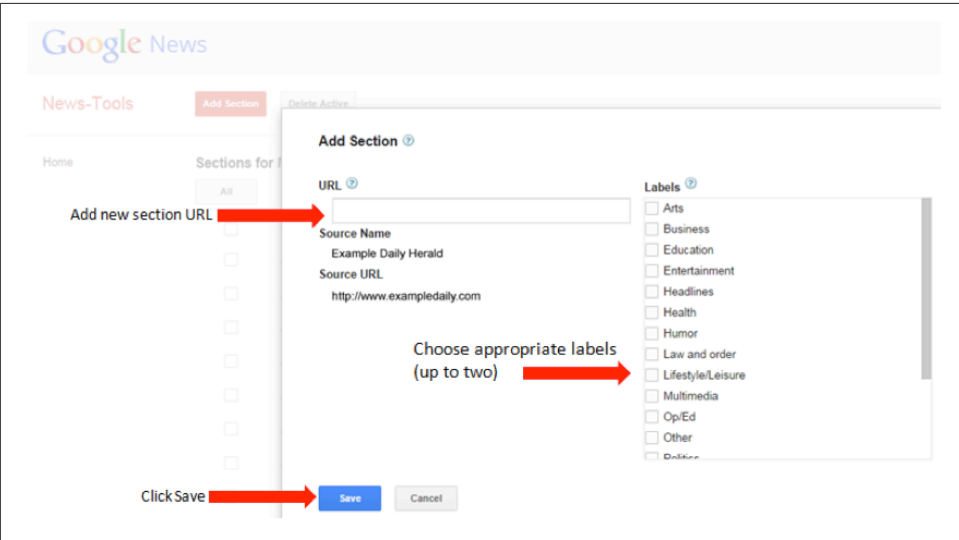 Google News
News-Tools
Add Section
Delete Active
Add Section
Home
Sections for
All
URL
Labels
Add new section URL
Source Name
Example Daily Herald
Source URL
http://www.exampledaily.com
Arts
Business
Education
Entertainment
Headlines
Health
Humor
Law and order
Lifestyle/Leisure
Multimedia
Op/Ed
Other
Politics
Choose appropriate labels
(up to two)
Click Save
Save
Cancel